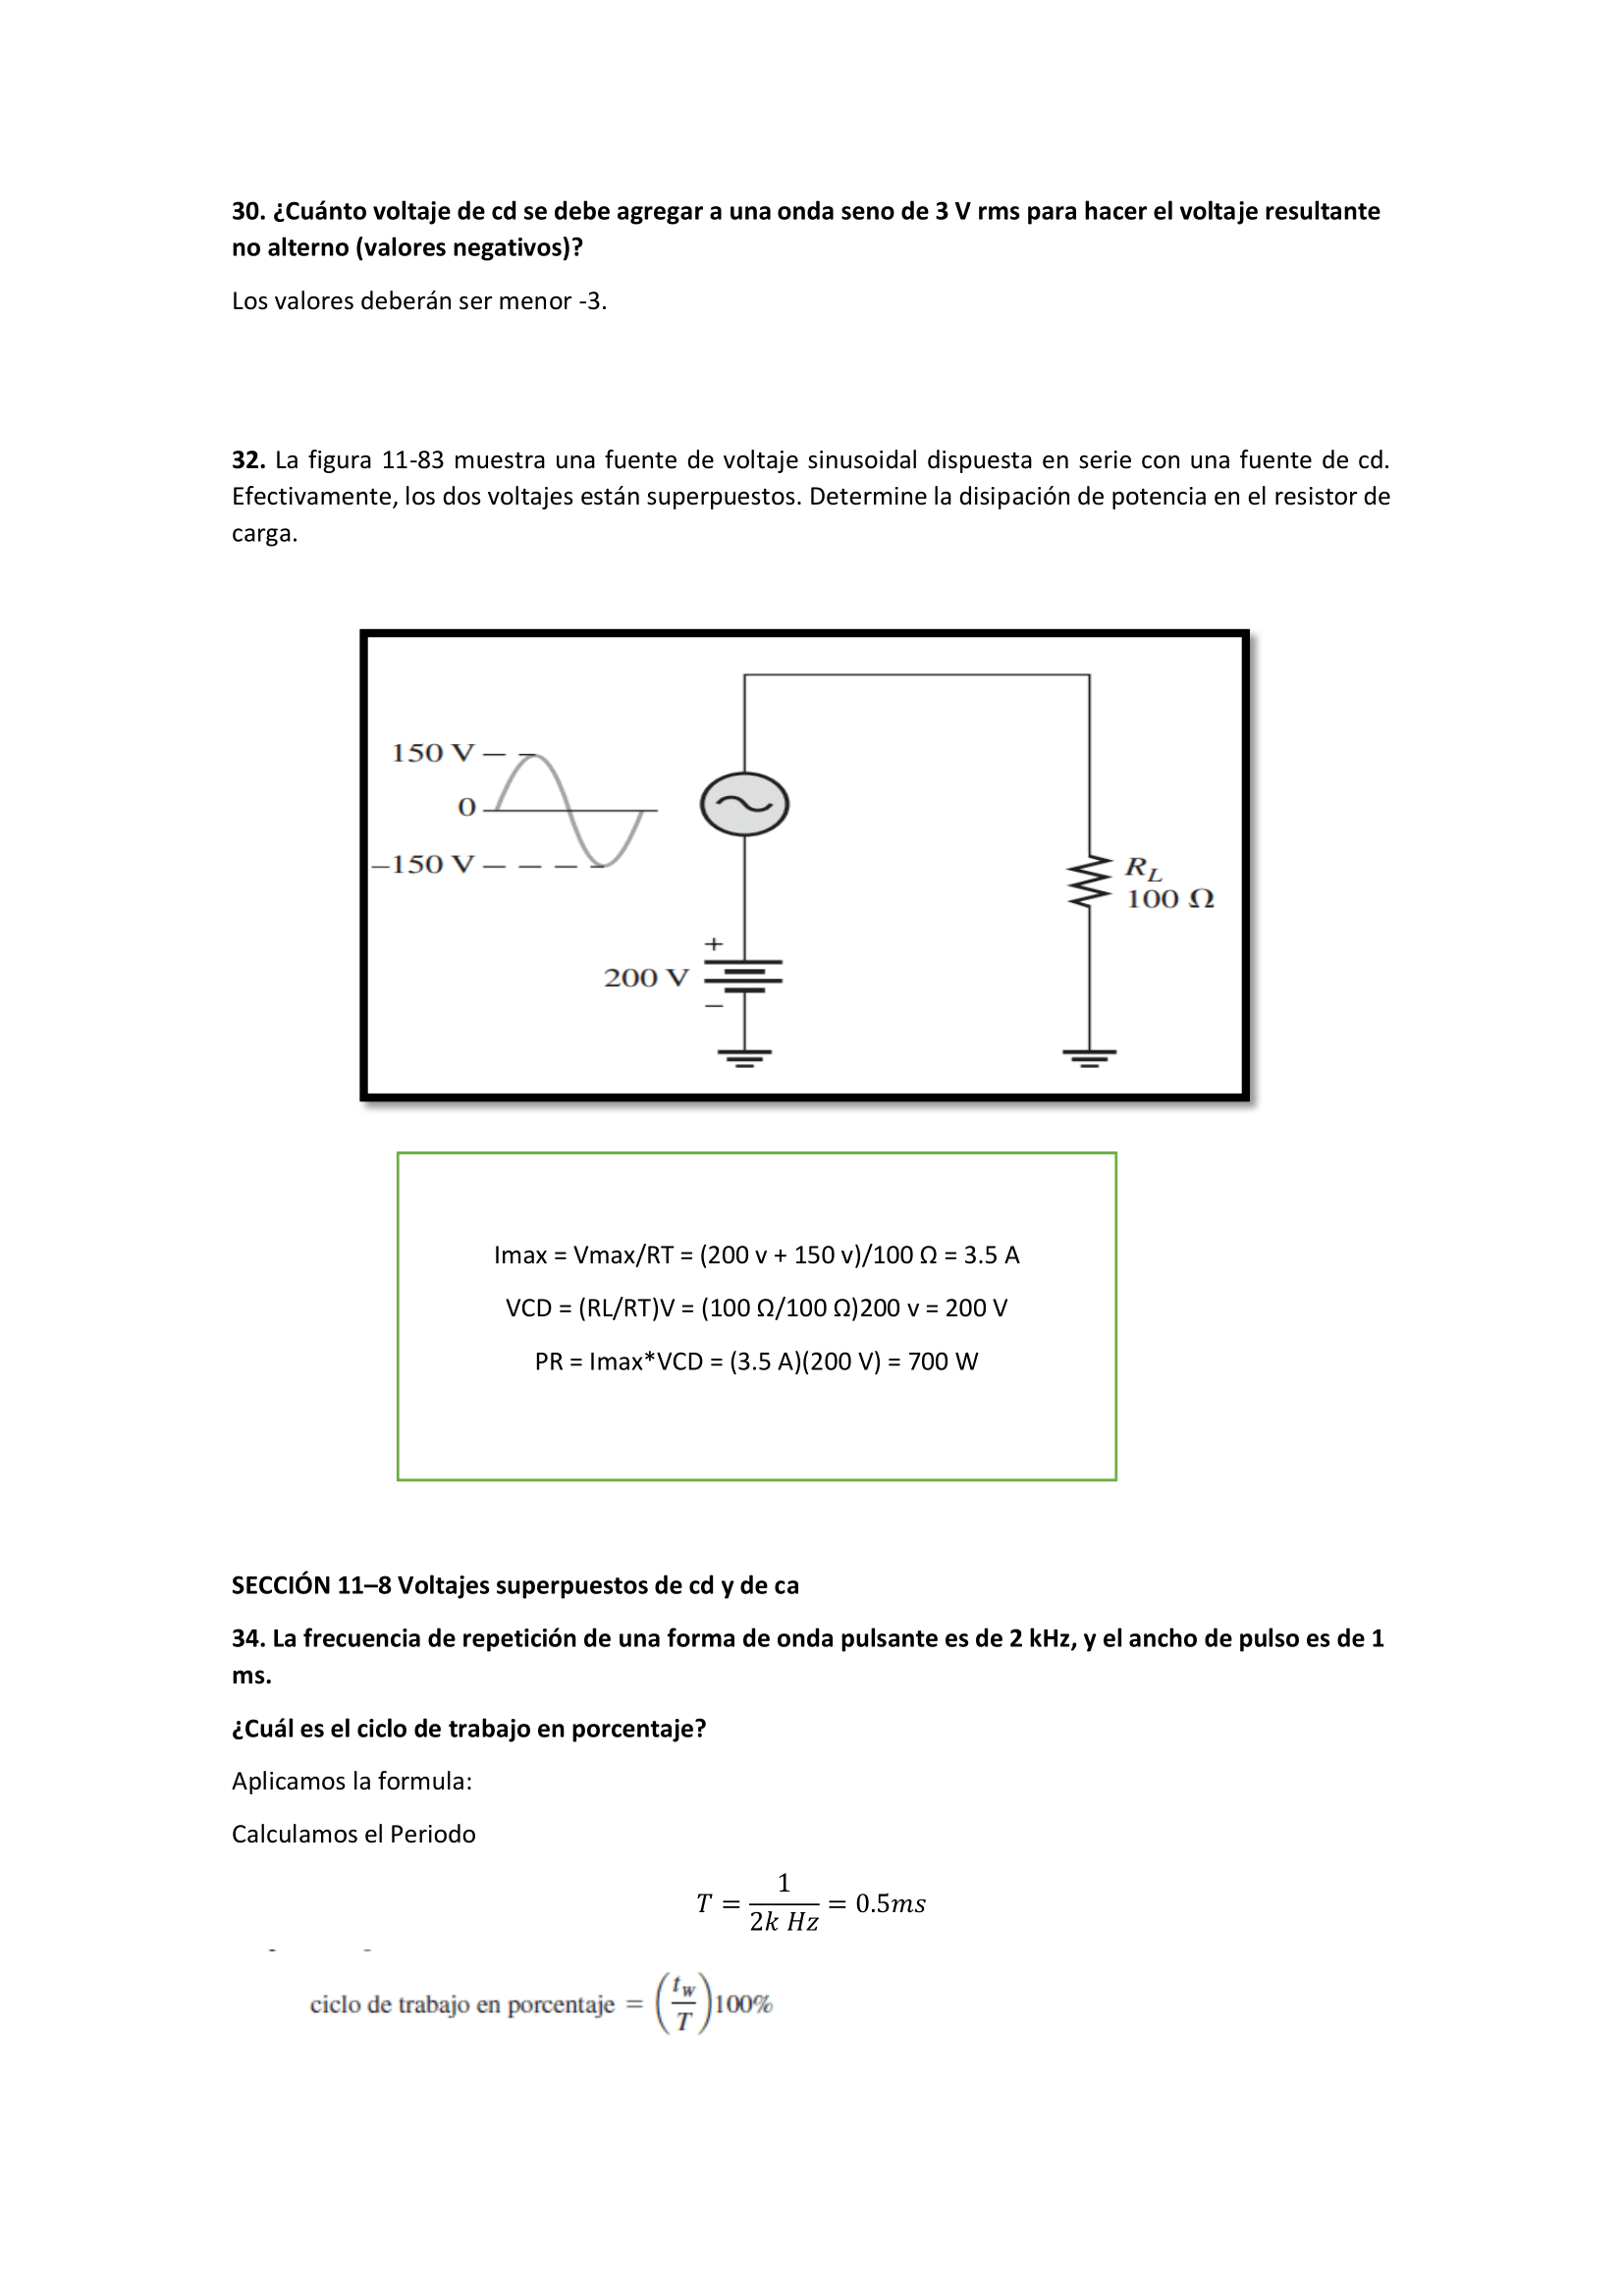 30. ¿Cuánto voltaje de cd se debe agregar a una onda seno de 3 V rms para hacer el voltaje resultante
no alterno (valores negativos)?
Los valores deberán ser menor -3.
32. La figura 11-83 muestra una fuente de voltaje sinusoidal dispuesta en serie con una fuente de cd.
Efectivamente, los dos voltajes están superpuestos. Determine la disipación de potencia en el resistor de
carga.
150 V
0
–150 V
R_L
100 Ω
+
200 V
–
Imax = Vmax/RT = (200 v + 150 v)/100 Ω = 3.5 A
VCD = (RL/RT)V = (100 Ω/100 Ω)200 v = 200 V
PR = Imax*VCD = (3.5 A)(200 V) = 700 W
SECCIÓN 11–8 Voltajes superpuestos de cd y de ca
34. La frecuencia de repetición de una forma de onda pulsante es de 2 kHz, y el ancho de pulso es de 1
ms.
¿Cuál es el ciclo de trabajo en porcentaje?
Aplicamos la formula:
Calculamos el Periodo
T = 1/(2k Hz) = 0.5ms
ciclo de trabajo en porcentaje = (t_W/T)100%